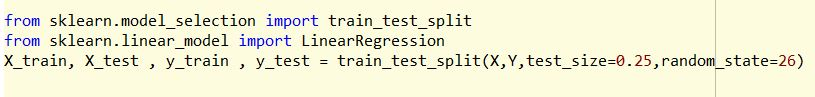 from sklearn.model_selection import train_test_split
from sklearn.linear_model import LinearRegression
X_train, X_test , y_train , y_test = train_test_split(X,Y,test_size=0.25,random_state=26)